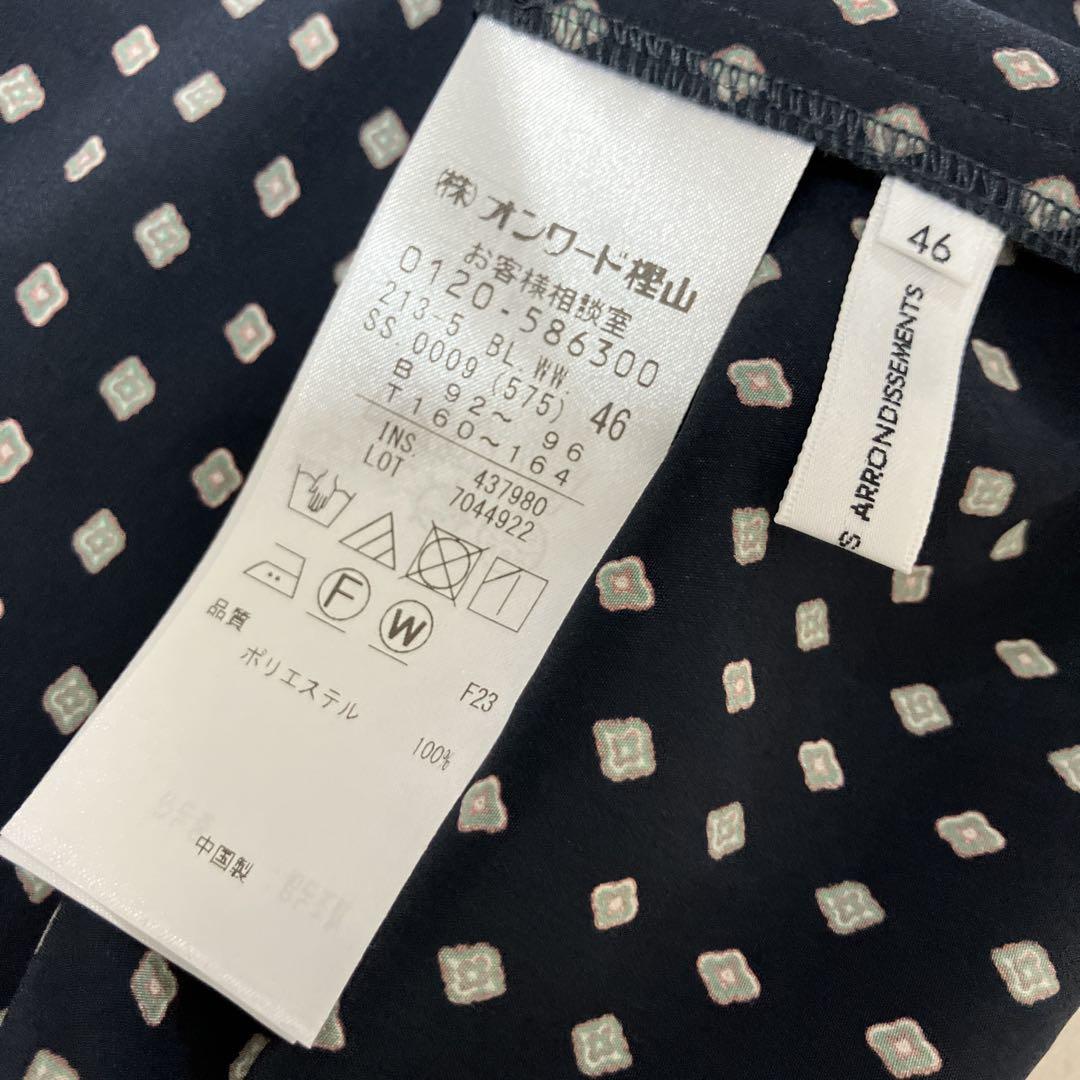 (株)オンワード樫山
お客様相談室
0120-586300
213-5 BL.WW.
SS.0009(575) 46
B 92～ 96
T160～164
INS. 437980
LOT 7044922
F
W
品質 F23
ポリエステル 100%
中国製
46
S ARRONDISSEMENTS